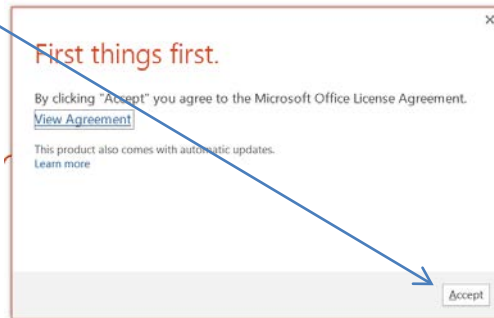 First things first.
By clicking "Accept" you agree to the Microsoft Office License Agreement.
View Agreement
This product also comes with automatic updates.
Learn more
Accept